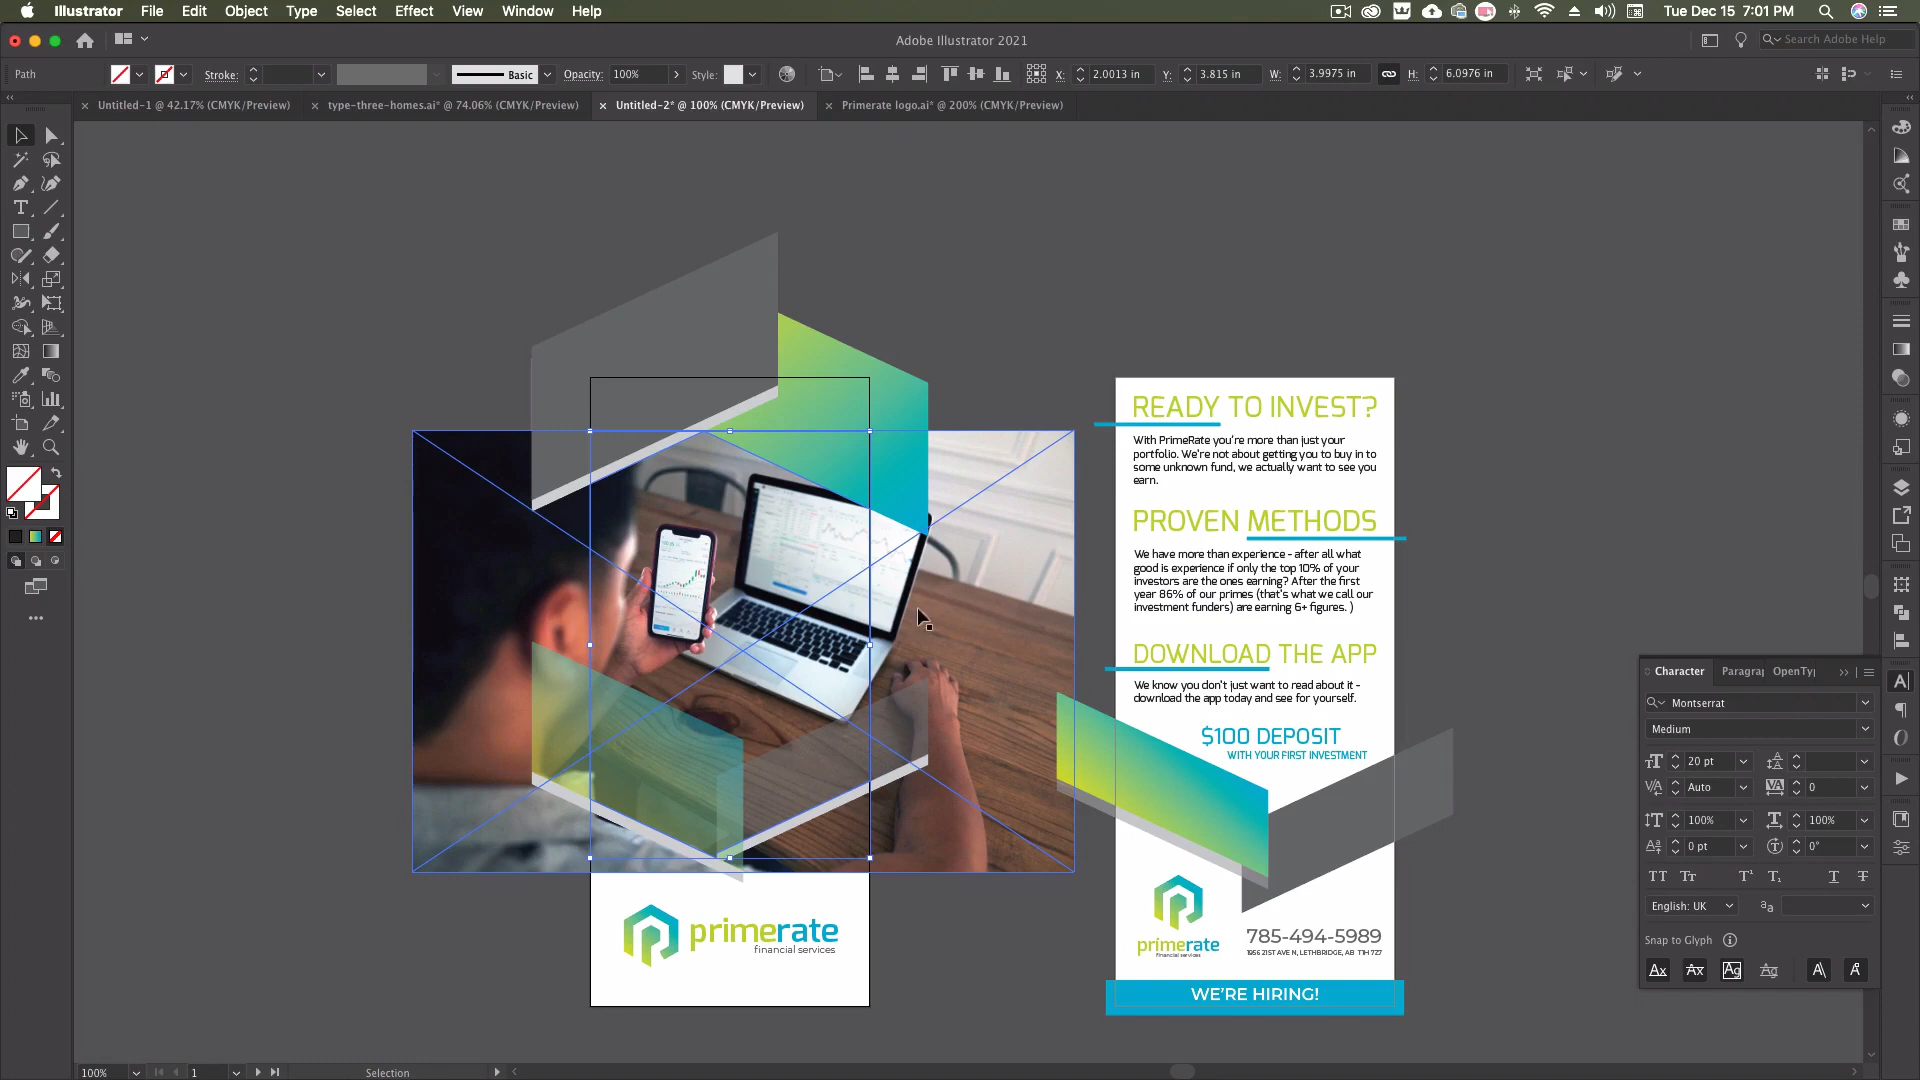 Illustrator File Edit Object Type Select Effect View Window Help
Tue Dec 15 7:01 PM
Adobe Illustrator 2021
Search Adobe Help
Path Stroke: Basic Opacity: 100% Style: X: 2.0013 in Y: 3.815 in W: 3.9975 in H: 6.0976 in
Untitled-1 @ 42.17% (CMYK/Preview) type-three-homes.ai* @ 74.06% (CMYK/Preview) Untitled-2* @ 100% (CMYK/Preview) Primerate logo.ai* @ 200% (CMYK/Preview)
READY TO INVEST?
With PrimeRate you're more than just your
portfolio. We're not about getting you to buy in to
some unknown fund, we actually want to see you
earn.
PROVEN METHODS
We have more than experience - after all what
good is experience if only the top 10% of our
investors are the ones earning? After the first
year 86% of our primes (that's what we call our
investment funders) are earning 6+ figures. )
DOWNLOAD THE APP
We know you don't just want to read about it -
download the app today and see for yourself.
$100 DEPOSIT
WITH YOUR FIRST INVESTMENT
primerate
financial services
785-494-5989
1956 21ST AVE N, LETHBRIDGE, AB T1H 7Z7
WE'RE HIRING!
primerate
financial services
Character Paragra OpenTy
Montserrat
Medium
20 pt
Auto 0
100% 100%
0 pt 0°
English: UK
Snap to Glyph
100% 1 Selection